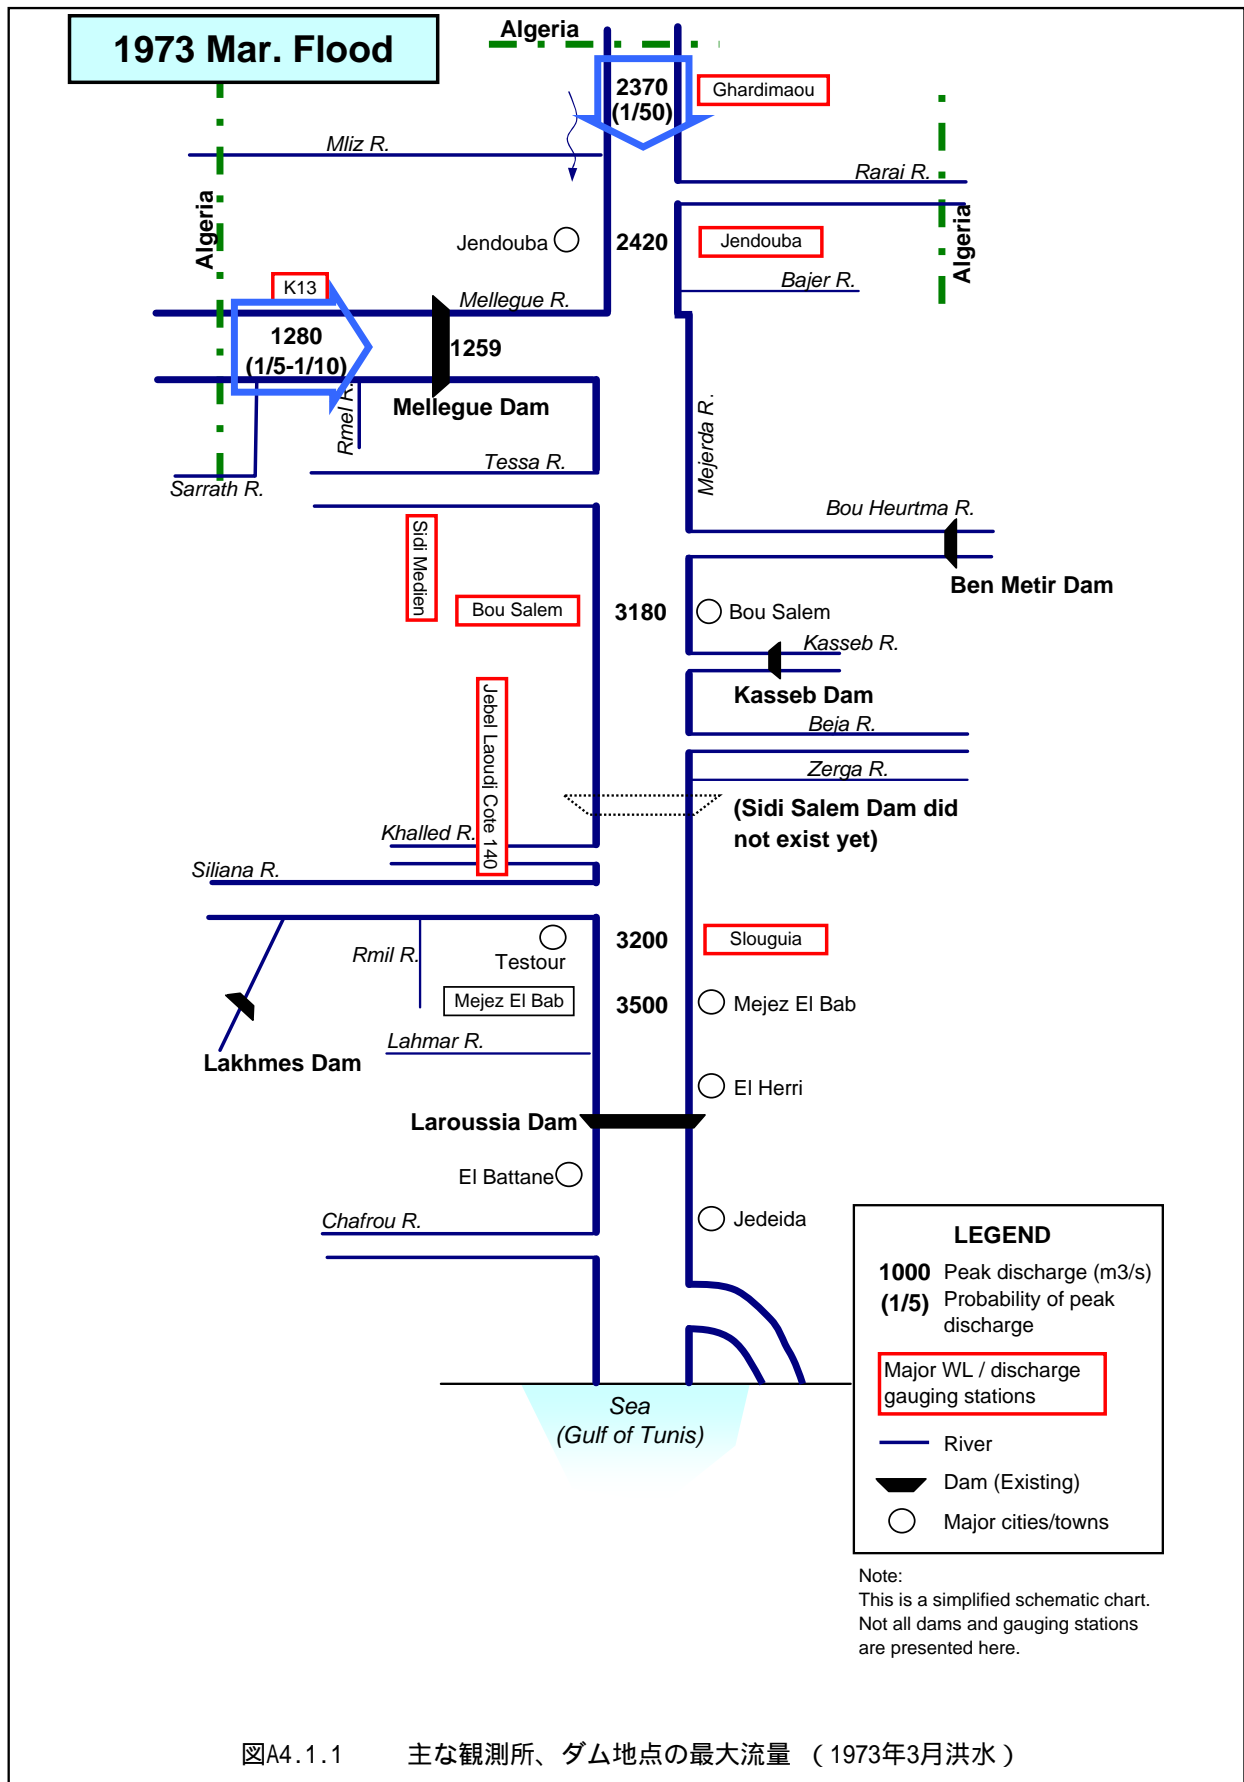 1973 Mar. Flood
Algeria
2370
(1/50)
Ghardimaou
Mliz R.
Rarai R.
Algeria
Algeria
Jendouba
2420
Jendouba
Bajer R.
K13
Mellegue R.
1280
(1/5-1/10)
1259
Mellegue Dam
Rmel R.
Mejerda R.
Tessa R.
Sarrath R.
Bou Heurtma R.
Sidi Medien
Ben Metir Dam
Bou Salem
3180
Bou Salem
Kasseb R.
Kasseb Dam
Jebel Laoudi Cote 140
Beja R.
Zerga R.
(Sidi Salem Dam did
not exist yet)
Khalled R.
Siliana R.
3200
Slouguia
Rmil R.
Testour
Mejez El Bab
3500
Mejez El Bab
Lahmar R.
Lakhmes Dam
El Herri
Laroussia Dam
El Battane
Chafrou R.
Jedeida
Sea
(Gulf of Tunis)
LEGEND
1000 Peak discharge (m3/s)
(1/5) Probability of peak
discharge
Major WL / discharge
gauging stations
River
Dam (Existing)
Major cities/towns
Note:
This is a simplified schematic chart.
Not all dams and gauging stations
are presented here.
図A4.1.1 主な観測所、ダム地点の最大流量 （1973年3月洪水）